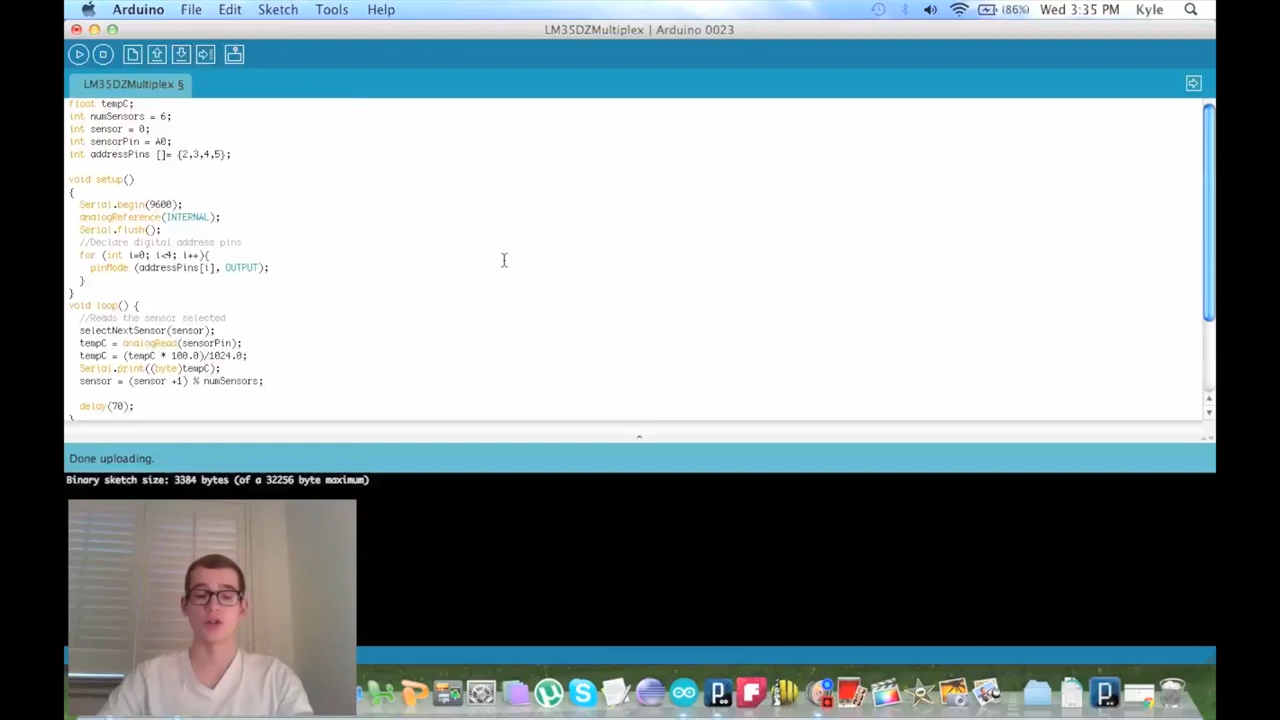 Arduino File Edit Sketch Tools Help (86%) Wed 3:35 PM Kyle
LM35DZMultiplex | Arduino 0023
LM35DZMultiplex §
float tempC;
int numSensors = 6;
int sensor = 0;
int sensorPin = A0;
int addressPins []= {2,3,4,5};
void setup()
{
Serial.begin(9600);
analogReference(INTERNAL);
Serial.flush();
//Declare digital address pins
for (int i=0; i<4; i++){
pinMode (addressPins[i], OUTPUT);
}
}
void loop() {
//Reads the sensor selected
selectNextSensor(sensor);
tempC = analogRead(sensorPin);
tempC = (tempC * 100.0)/1024.0;
Serial.print((byte)tempC);
sensor = (sensor +1) % numSensors;
delay(70);
}
Done uploading.
Binary sketch size: 3384 bytes (of a 32256 byte maximum)